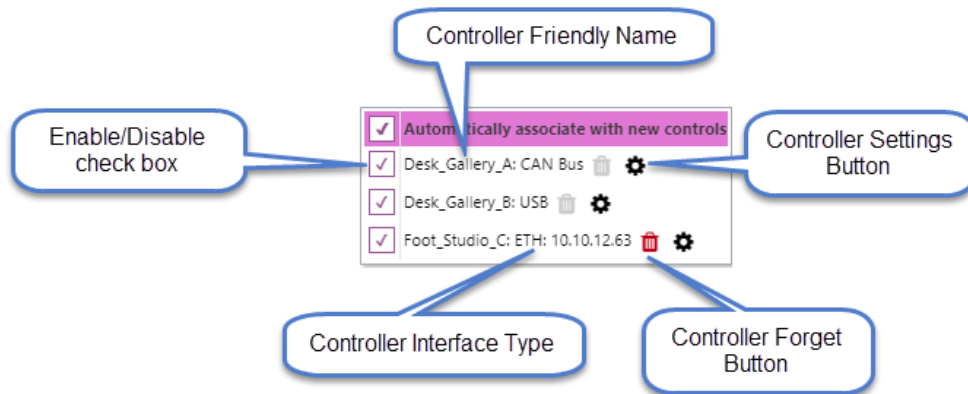 Controller Friendly Name
Enable/Disable
check box
Automatically associate with new controls
Controller Settings
Button
Desk_Gallery_A: CAN Bus
Desk_Gallery_B: USB
Foot_Studio_C: ETH: 10.10.12.63
Controller Interface Type
Controller Forget
Button